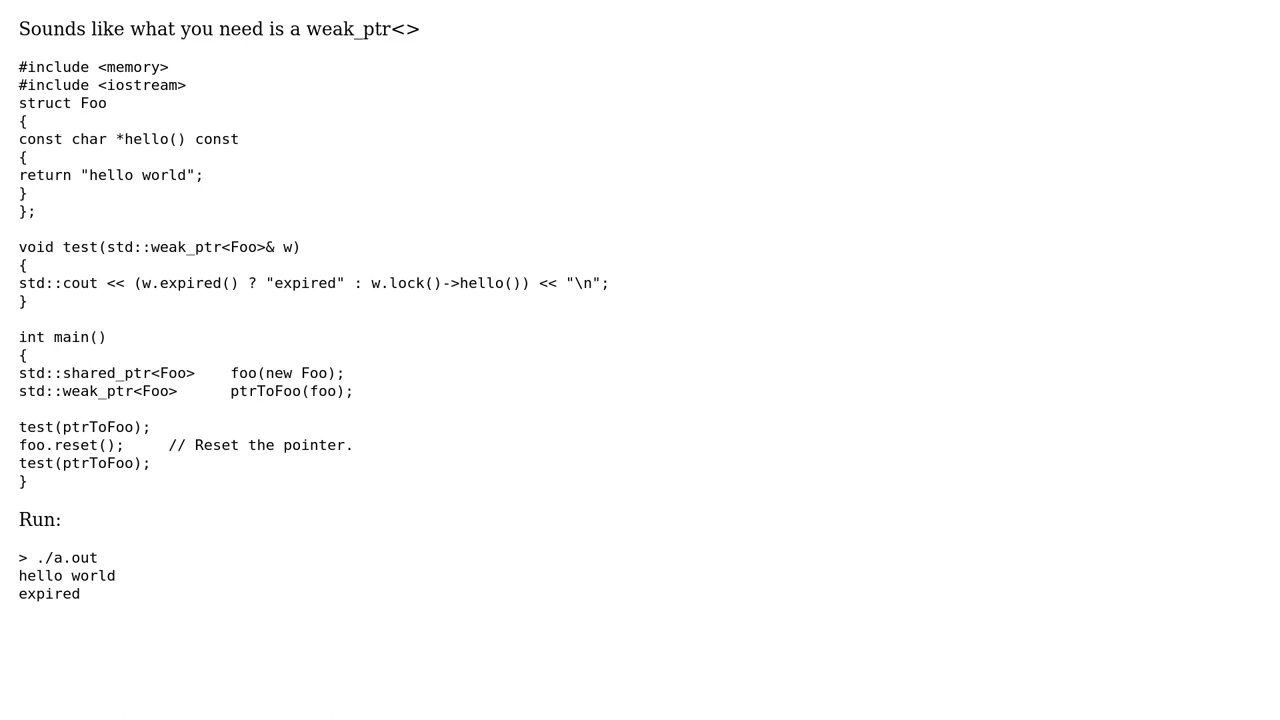 Sounds like what you need is a weak_ptr<>
#include <memory>
#include <iostream>
struct Foo
{
const char *hello() const
{
return "hello world";
}
};
void test(std::weak_ptr<Foo>& w)
{
std::cout << (w.expired() ? "expired" : w.lock()->hello()) << "\n";
}
int main()
{
std::shared_ptr<Foo>    foo(new Foo);
std::weak_ptr<Foo>      ptrToFoo(foo);
test(ptrToFoo);
foo.reset();     // Reset the pointer.
test(ptrToFoo);
}
Run:
> ./a.out
hello world
expired